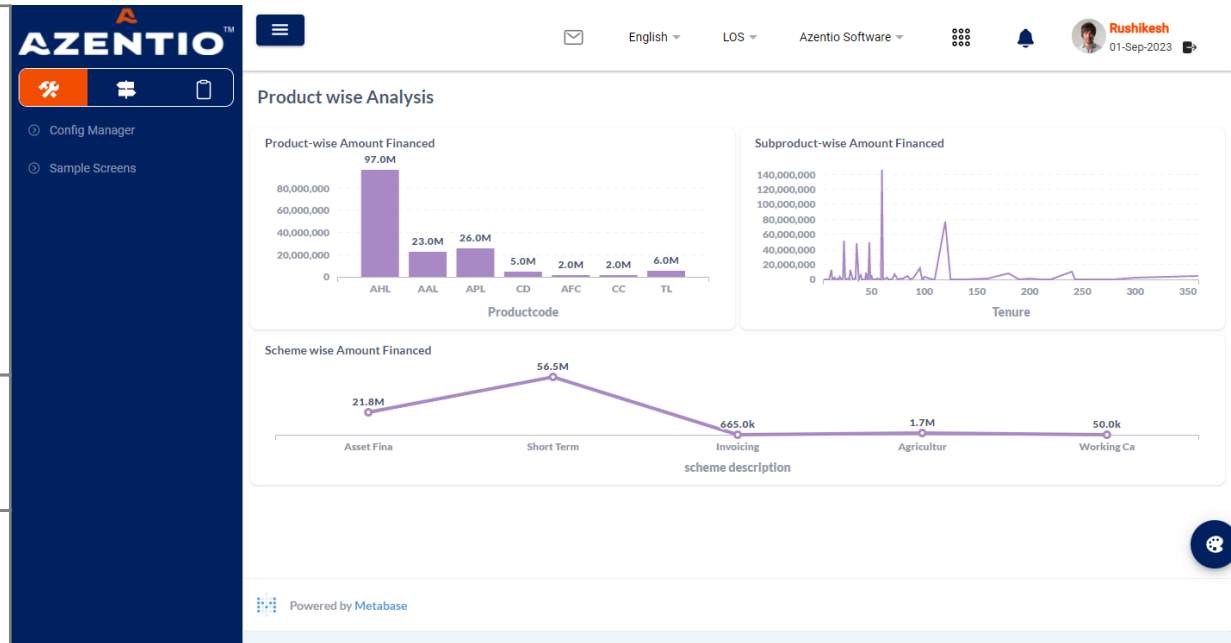 AZENTIO™
English
LOS
Azentio Software
Rushikesh
01-Sep-2023
Config Manager
Sample Screens
Product wise Analysis
Product-wise Amount Financed
97.0M
80,000,000
60,000,000
40,000,000
20,000,000
0
23.0M
26.0M
5.0M
2.0M
2.0M
6.0M
AHL AAL APL CD AFC CC TL
Productcode
Subproduct-wise Amount Financed
140,000,000
120,000,000
100,000,000
80,000,000
60,000,000
40,000,000
20,000,000
0
50 100 150 200 250 300 350
Tenure
Scheme wise Amount Financed
21.8M
56.5M
665.0k
1.7M
50.0k
Asset Fina Short Term Invoicing Agricultur Working Ca
scheme description
Powered by Metabase